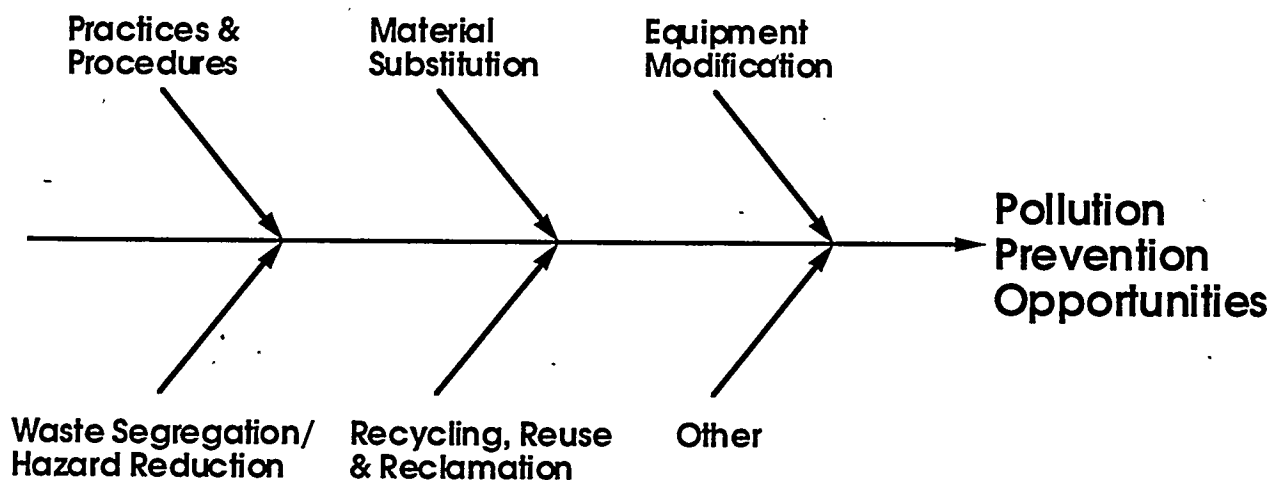 Practices &
Procedures
Material
Substitution
Equipment
Modification
Pollution
Prevention
Opportunities
Waste Segregation/
Hazard Reduction
Recycling, Reuse
& Reclamation
Other